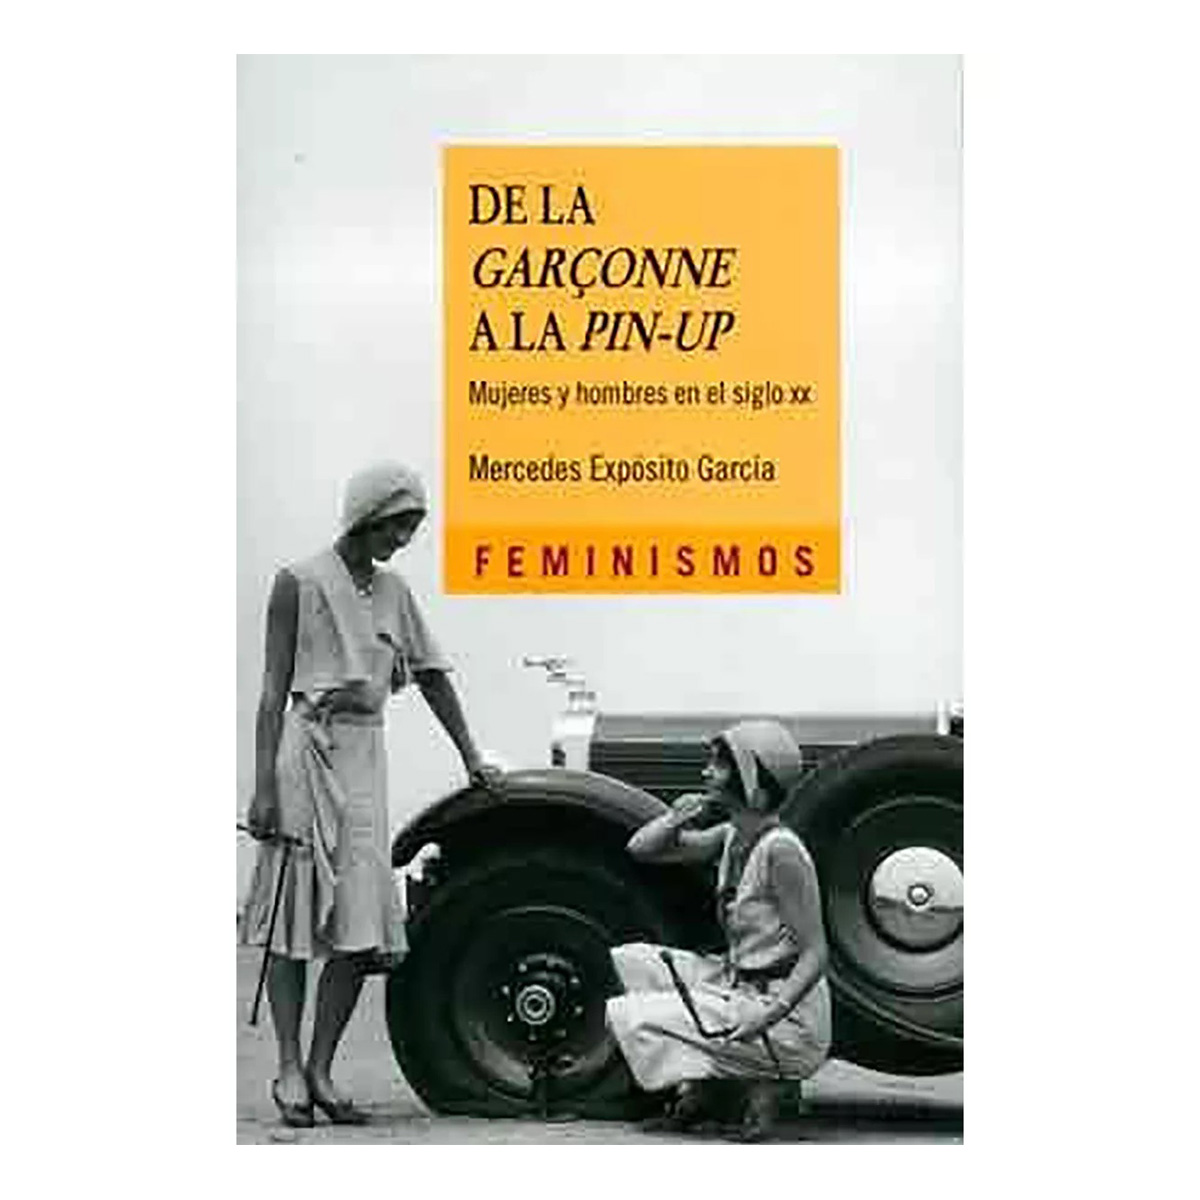 DE LA
GARÇONNE
A LA PIN-UP
Mujeres y hombres en el siglo XX
Mercedes Expósito García
FEMINISMOS